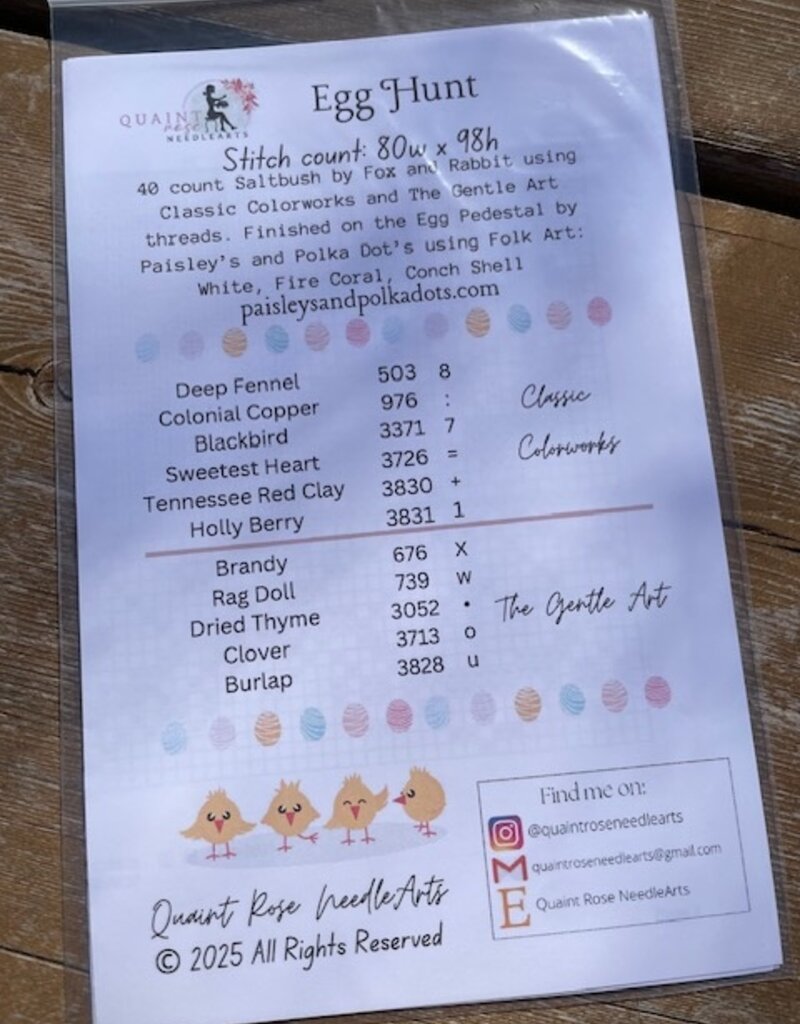 QUAINT
rose
NEEDLEARTS
Egg Hunt
Stitch count: 80w x 98h
40 count Saltbush by Fox and Rabbit using
Classic Colorworks and The Gentle Art
threads. Finished on the Egg Pedestal by
Paisley's and Polka Dot's using Folk Art:
White, Fire Coral, Conch Shell
paisleysandpolkadots.com
Deep Fennel 503 8
Colonial Copper 976 :
Blackbird 3371 7
Sweetest Heart 3726 =
Tennessee Red Clay 3830 +
Holly Berry 3831 1
Classic
Colorworks
Brandy 676 X
Rag Doll 739 w
Dried Thyme 3052 •
Clover 3713 o
Burlap 3828 u
The Gentle Art
Find me on:
@quaintroseneedlearts
quaintroseneedlearts@gmail.com
E Quaint Rose NeedleArts
Quaint Rose NeedleArts
© 2025 All Rights Reserved